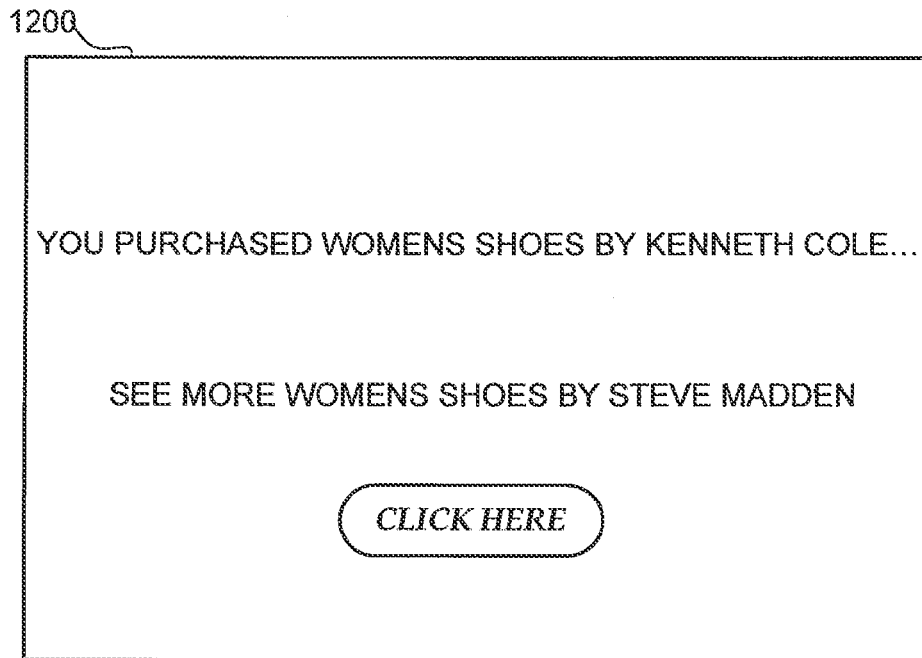 1200
YOU PURCHASED WOMENS SHOES BY KENNETH COLE...
SEE MORE WOMENS SHOES BY STEVE MADDEN
CLICK HERE